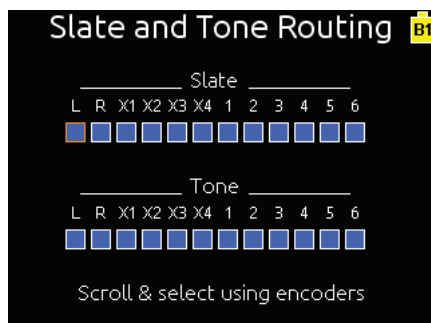 Slate and Tone Routing B1
Slate
L R X1 X2 X3 X4 1 2 3 4 5 6
Tone
L R X1 X2 X3 X4 1 2 3 4 5 6
Scroll & select using encoders